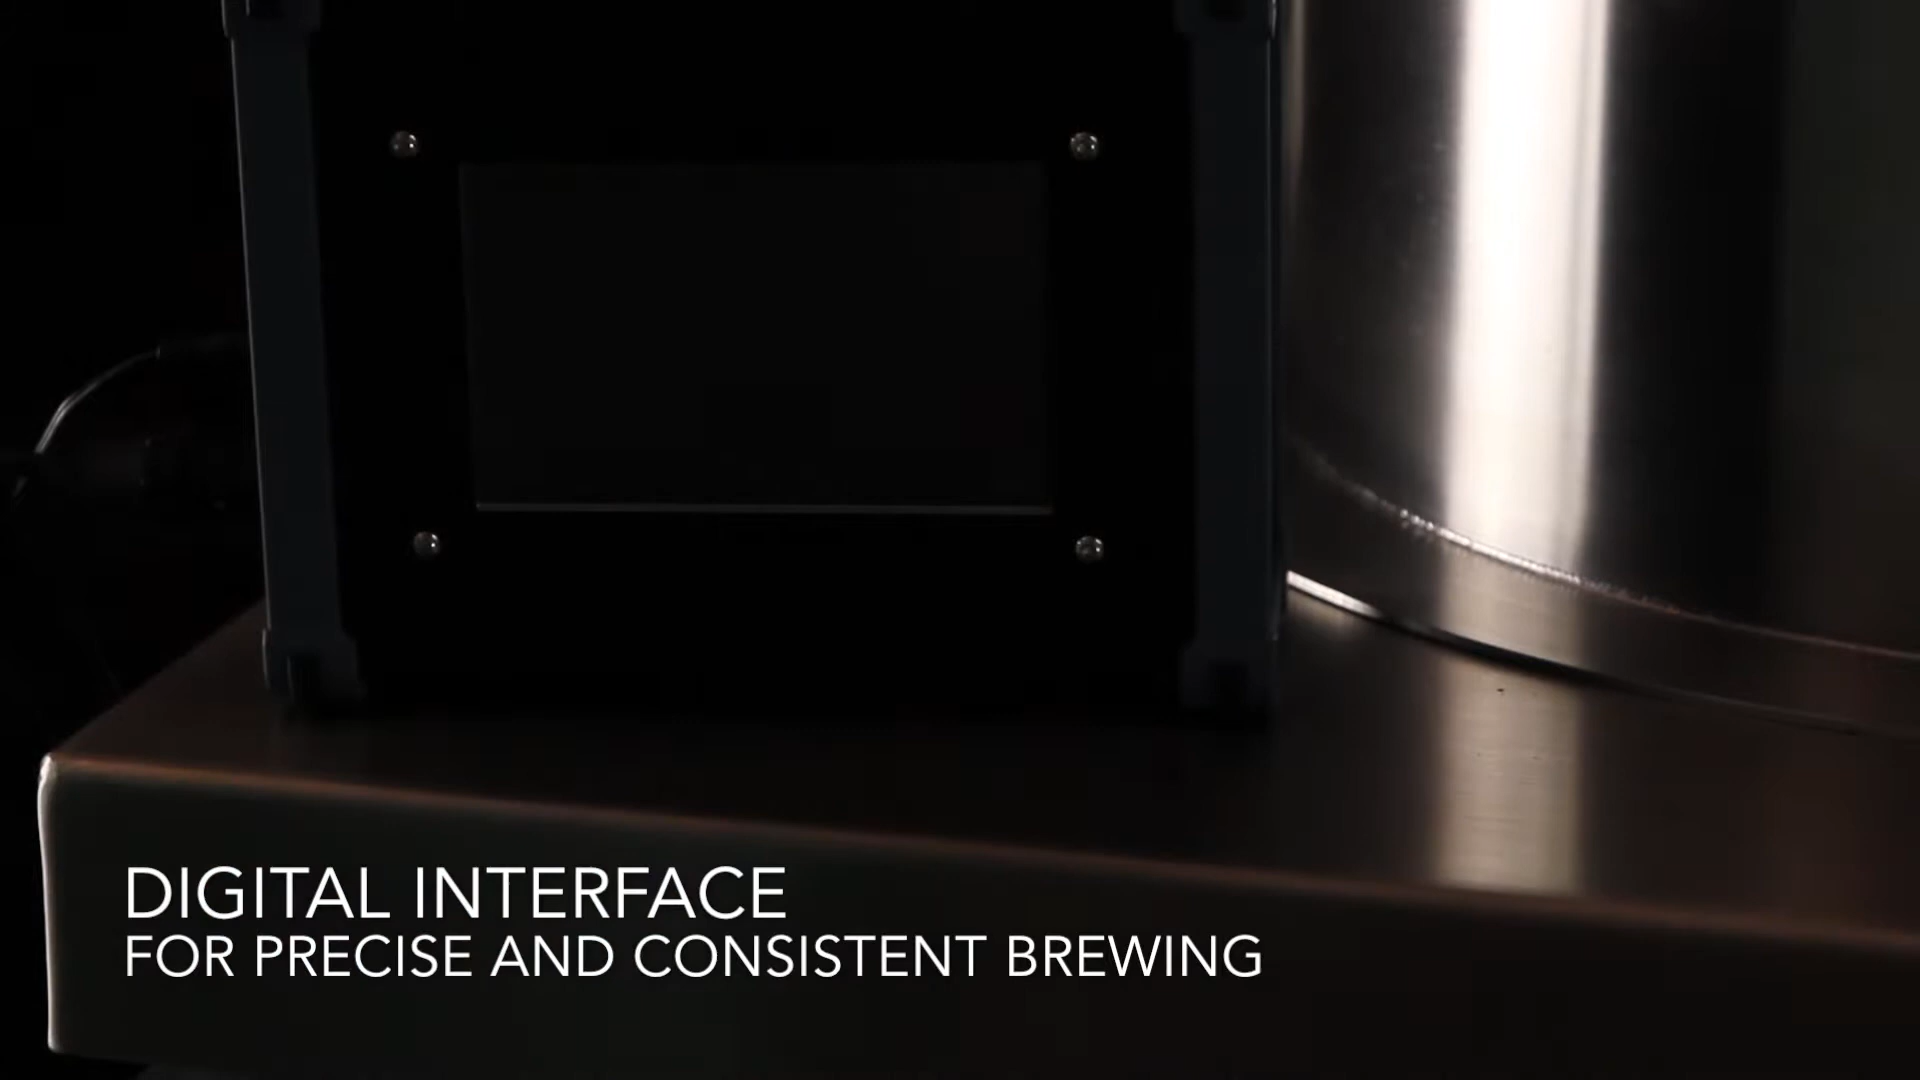 DIGITAL INTERFACE
FOR PRECISE AND CONSISTENT BREWING